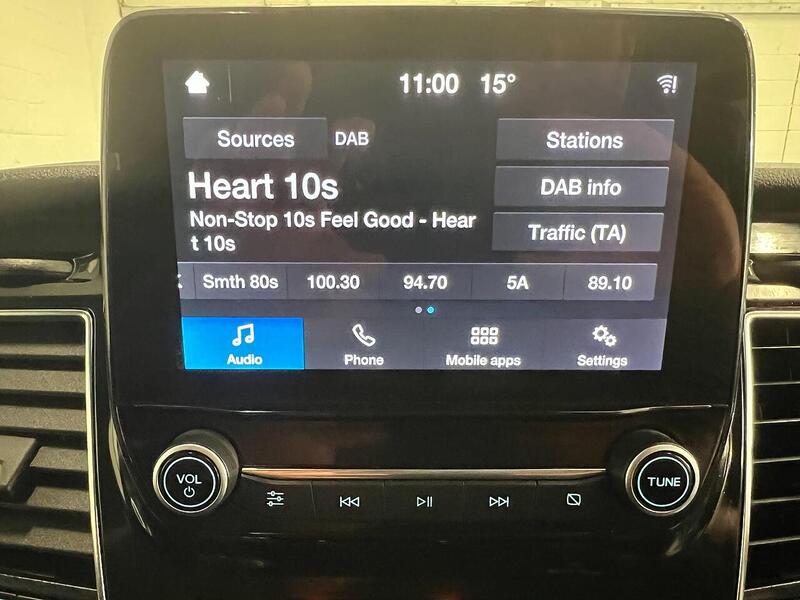 11:00 15°
Sources DAB Stations
Heart 10s
DAB info
Non-Stop 10s Feel Good - Hear
t 10s
Traffic (TA)
Smth 80s 100.30 94.70 5A 89.10
Audio Phone Mobile apps Settings
VOL TUNE